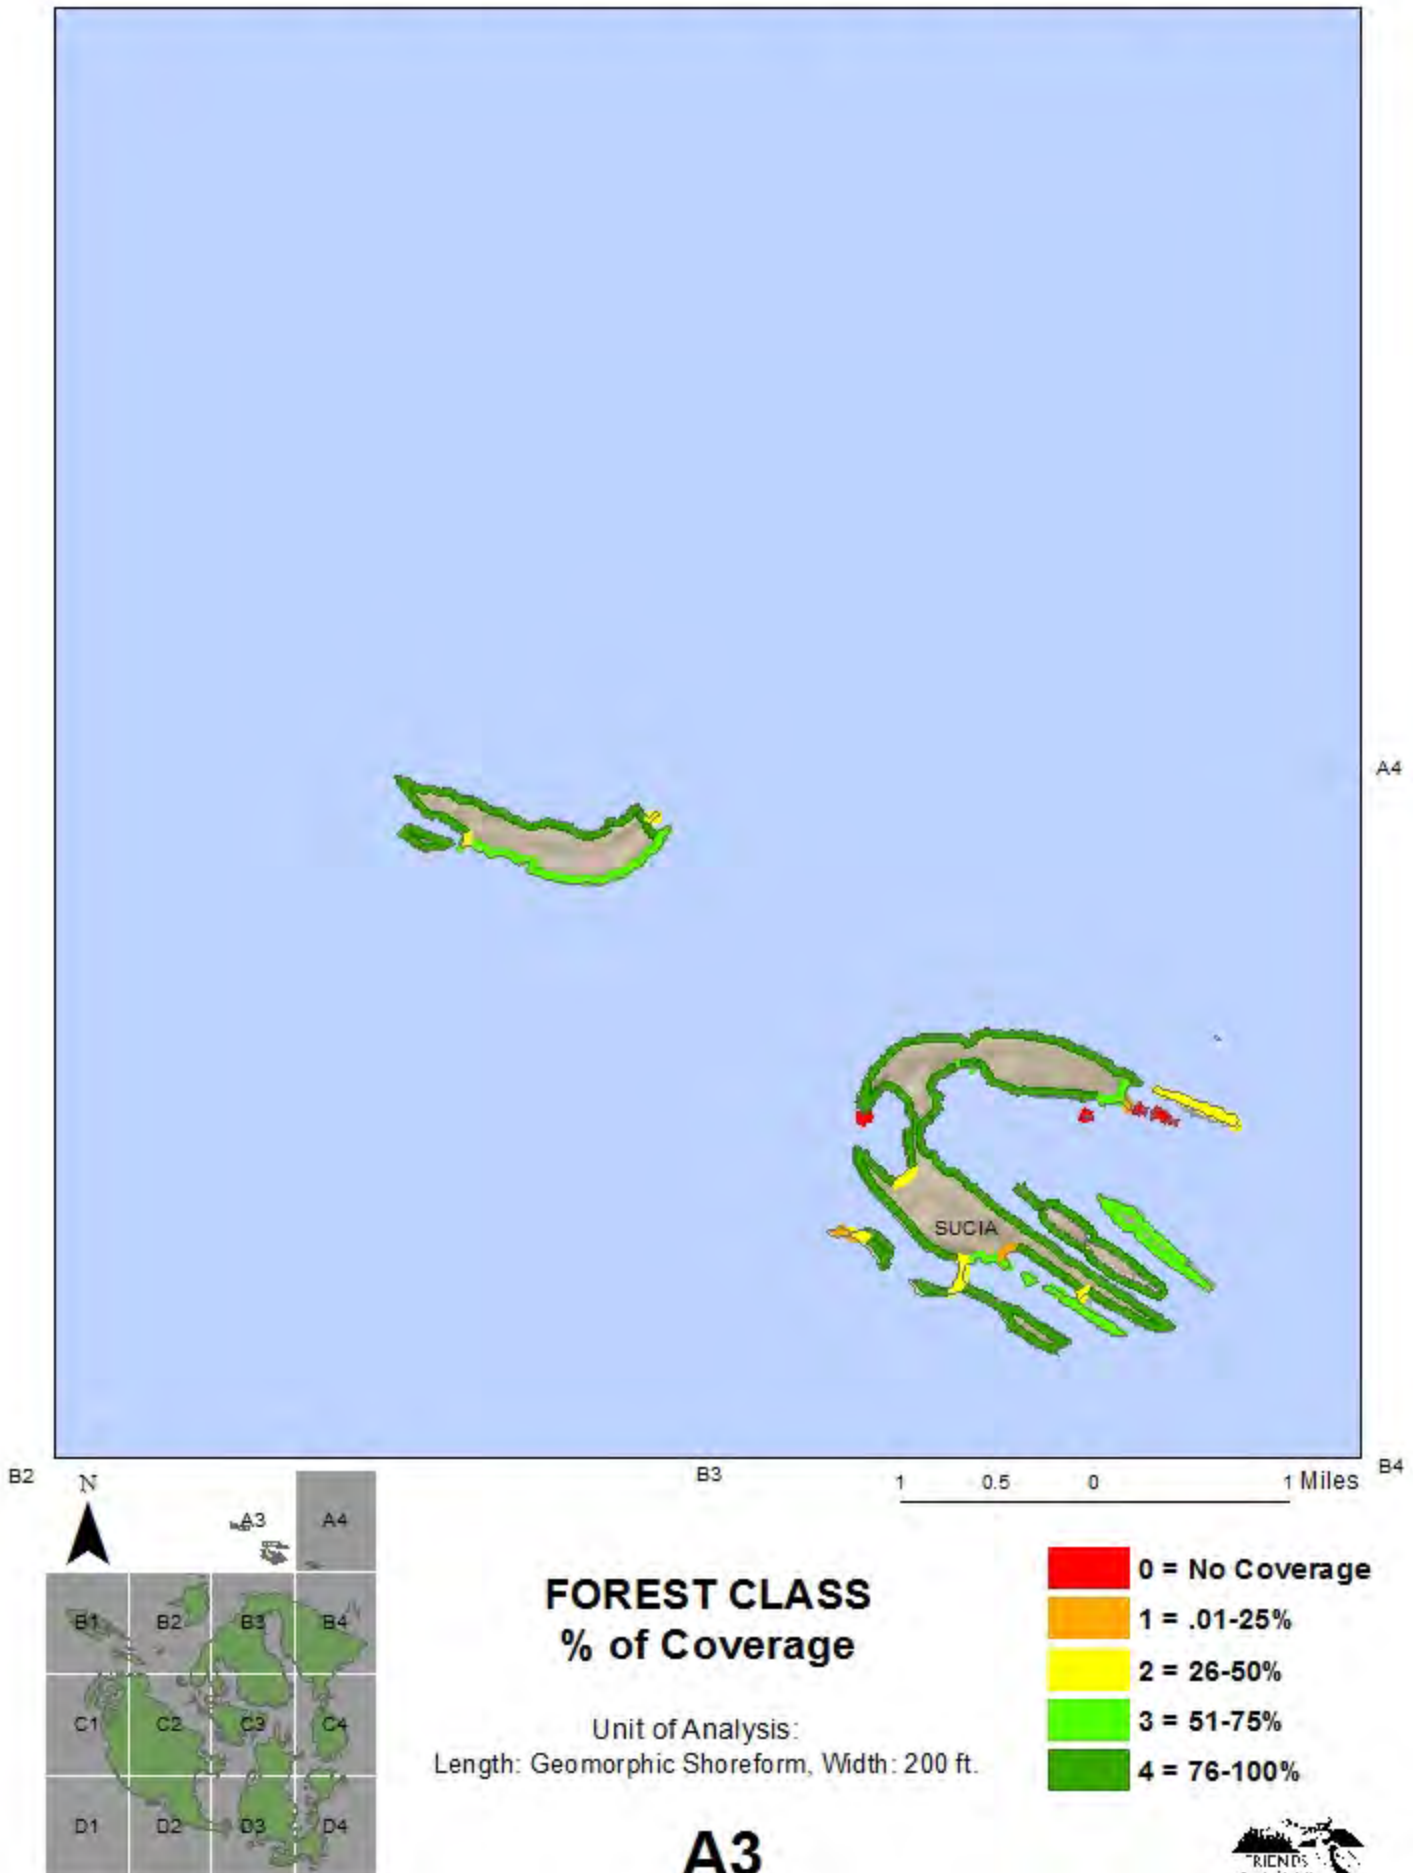 A4
SUCIA
B2
B3
B4
N
1 0.5 0 1 Miles
A3 A4
B1 B2 B3 B4
C1 C2 C3 C4
D1 D2 D3 D4
FOREST CLASS
% of Coverage
Unit of Analysis:
Length: Geomorphic Shoreform, Width: 200 ft.
A3
0 = No Coverage
1 = .01-25%
2 = 26-50%
3 = 51-75%
4 = 76-100%
FRIENDS